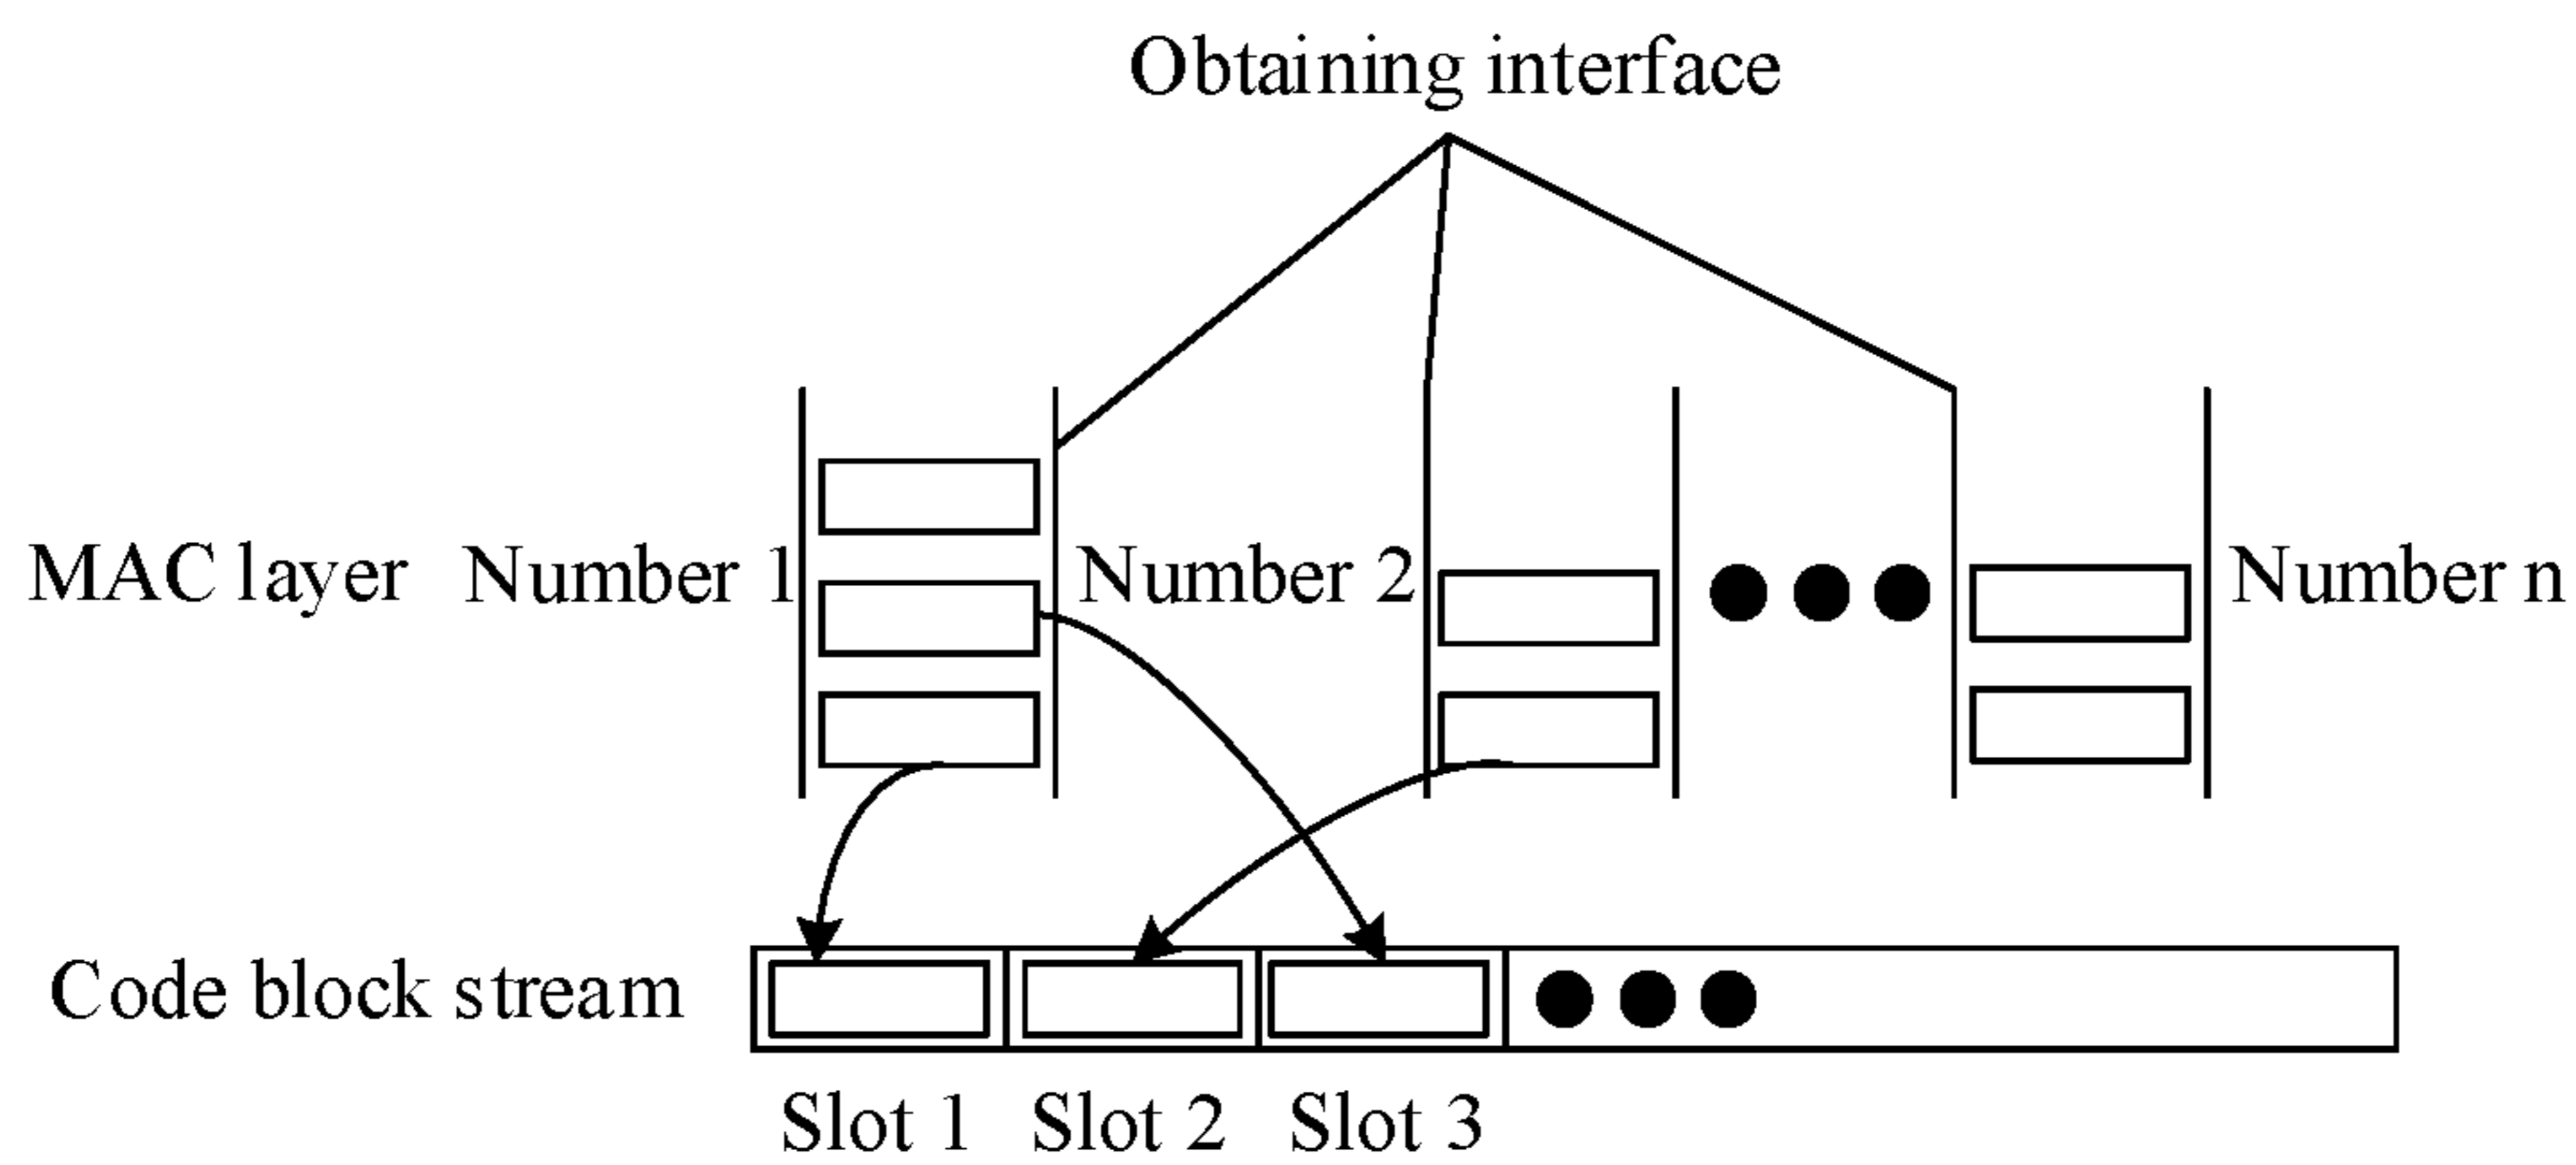 Obtaining interface
MAC layer Number 1 Number 2 Number n
Code block stream
Slot 1 Slot 2 Slot 3